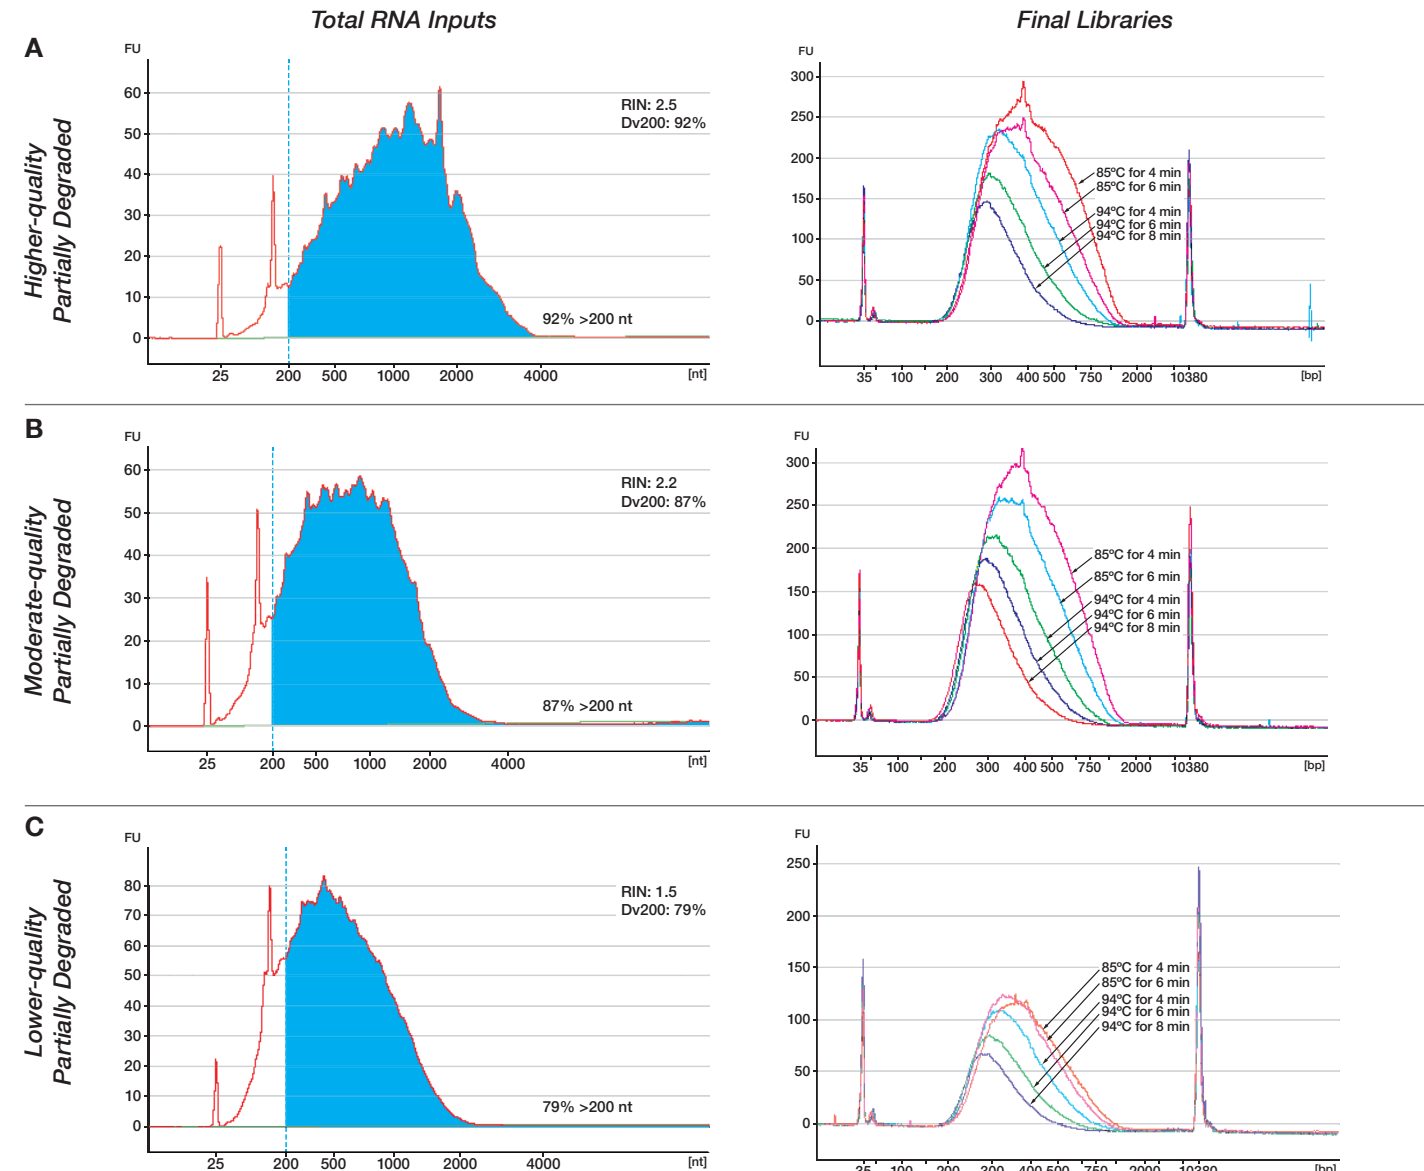 Total RNA Inputs
Final Libraries
A
Higher-quality
Partially Degraded
FU
60
50
40
30
20
10
0
RIN: 2.5
Dv200: 92%
92% >200 nt
25 200 500 1000 2000 4000 [nt]
FU
300
250
200
150
100
50
0
85ºC for 4 min
85ºC for 6 min
94ºC for 4 min
94ºC for 6 min
94ºC for 8 min
35 100 200 300 400 500 750 2000 10380 [bp]
B
Moderate-quality
Partially Degraded
FU
60
50
40
30
20
10
0
RIN: 2.2
Dv200: 87%
87% >200 nt
25 200 500 1000 2000 4000 [nt]
FU
300
250
200
150
100
50
0
85ºC for 4 min
85ºC for 6 min
94ºC for 4 min
94ºC for 6 min
94ºC for 8 min
35 100 200 300 400 500 750 2000 10380 [bp]
C
Lower-quality
Partially Degraded
FU
80
70
60
50
40
30
20
10
0
RIN: 1.5
Dv200: 79%
79% >200 nt
25 200 500 1000 2000 4000 [nt]
FU
250
200
150
100
50
0
85ºC for 4 min
85ºC for 6 min
94ºC for 4 min
94ºC for 6 min
94ºC for 8 min
35 100 200 300 400 500 750 2000 10380 [bp]